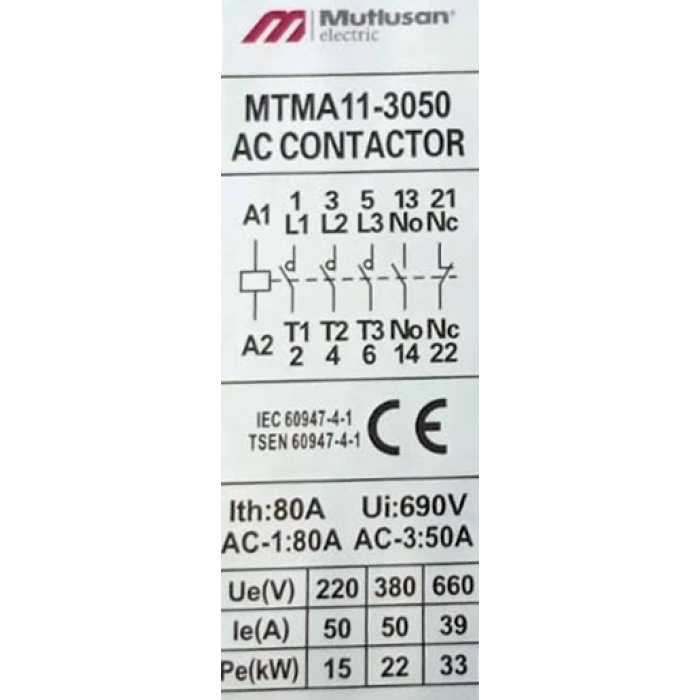 Mutlusan®
electric
MTMA11-3050
AC CONTACTOR
1 3 5 13 21
A1 L1 L2 L3 No Nc
A2 T1 T2 T3 No Nc
2 4 6 14 22
IEC 60947-4-1
TSEN 60947-4-1
CE
Ith:80A Ui:690V
AC-1:80A AC-3:50A
Ue(V) 220 380 660
Ie(A) 50 50 39
Pe(kW) 15 22 33